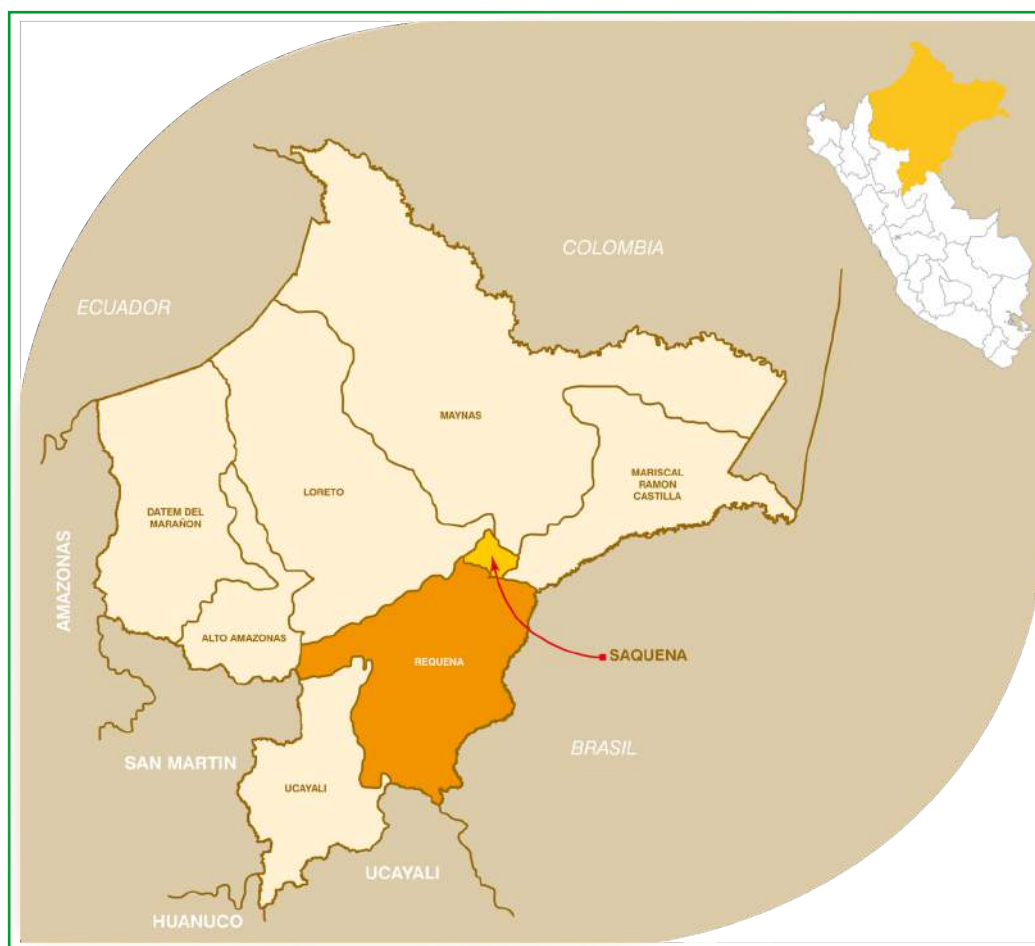 COLOMBIA
ECUADOR
MAYNAS
MARISCAL
RAMON
CASTILLA
LORETO
DATEM DEL
MARAÑON
AMAZONAS
ALTO AMAZONAS
REQUENA
SAQUENA
BRASIL
SAN MARTIN
UCAYALI
UCAYALI
HUANUCO